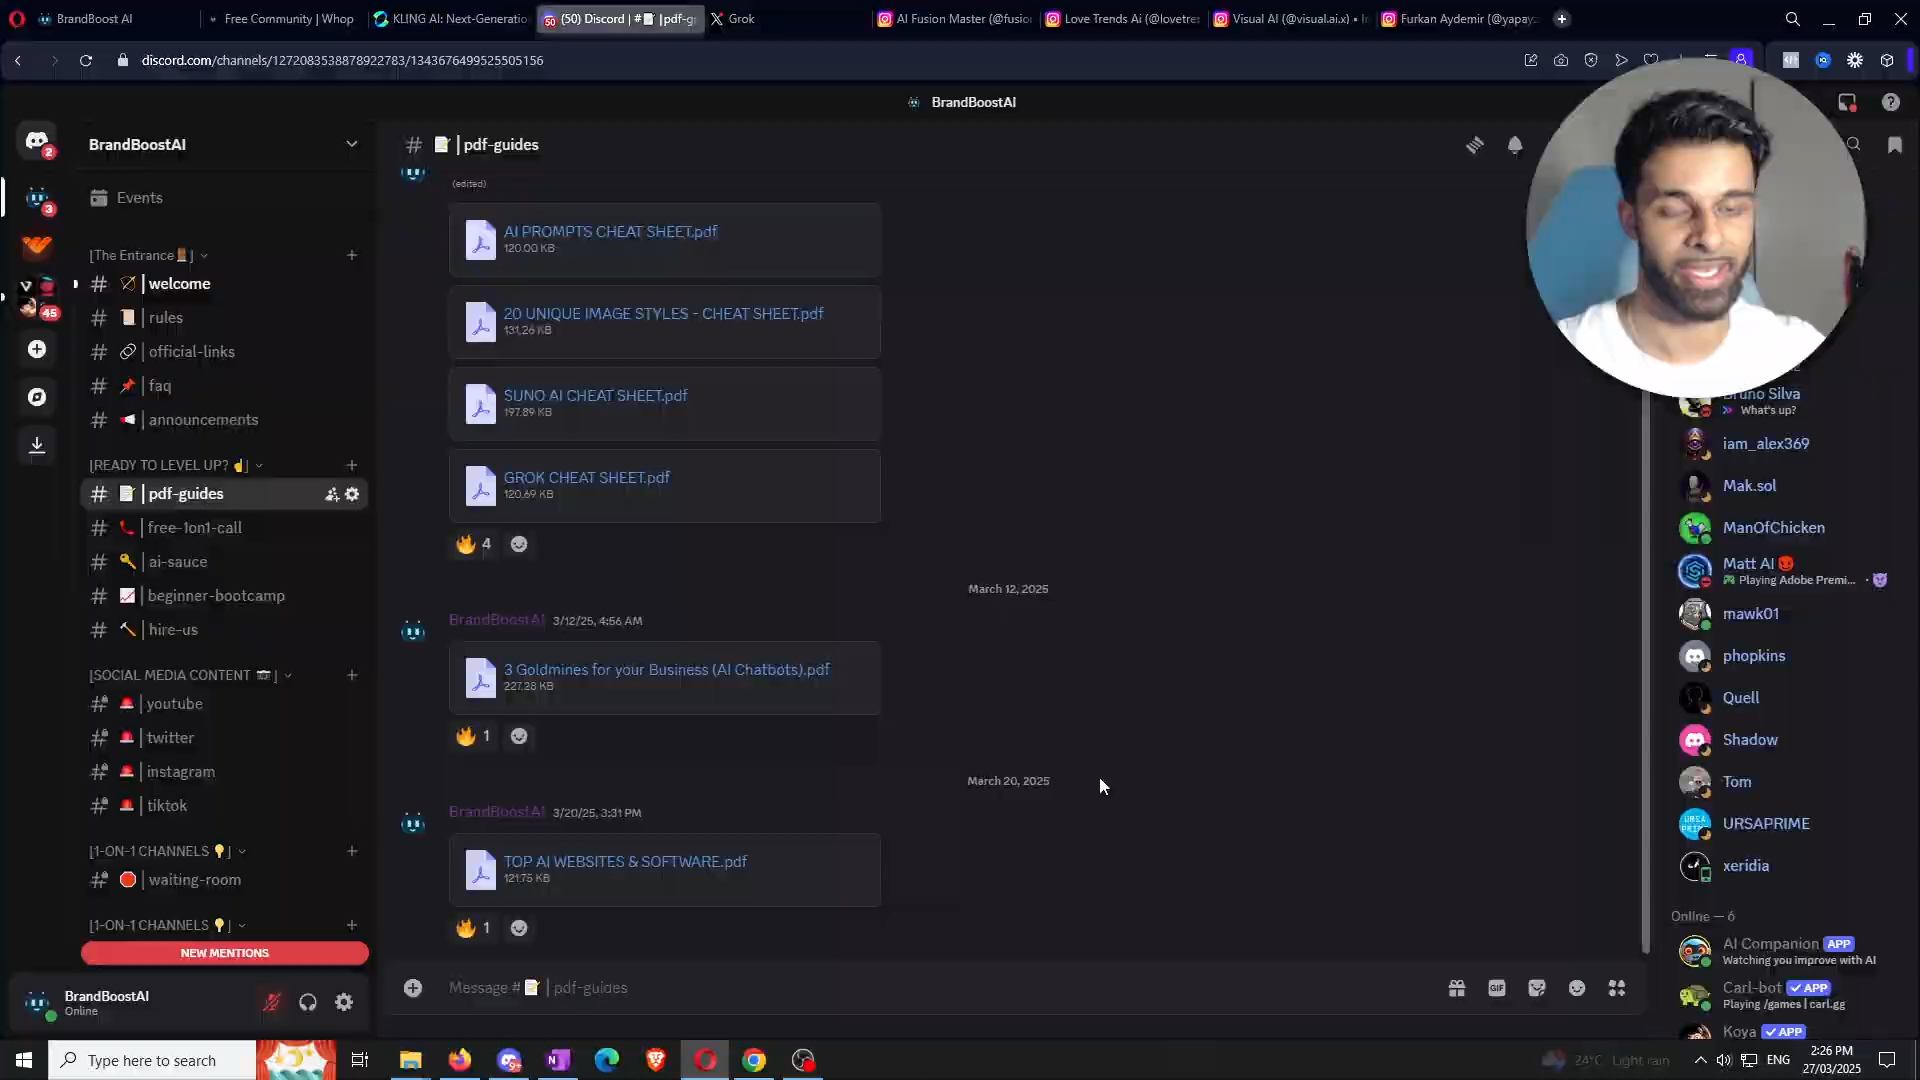 BrandBoost AI
Free Community | Whop
KLING AI: Next-Generatio
(50) Discord | #📝 | pdf-g
Grok
AI Fusion Master (@fusio
Love Trends Ai (@lovetre
Visual AI (@visual.ai.x) • I
Furkan Aydemir (@yapay
discord.com/channels/1272083538878922783/1343676499525505156
BrandBoostAI
BrandBoostAI
Events
[The Entrance🚪]
welcome
rules
official-links
faq
announcements
[READY TO LEVEL UP? ☝]
pdf-guides
free-1on1-call
ai-sauce
beginner-bootcamp
hire-us
[SOCIAL MEDIA CONTENT 📷]
youtube
twitter
instagram
tiktok
[1-ON-1 CHANNELS 💡]
waiting-room
[1-ON-1 CHANNELS 💡]
NEW MENTIONS
BrandBoostAI
Online
2
3
45
# 📝 | pdf-guides
(edited)
AI PROMPTS CHEAT SHEET.pdf
120.00 KB
20 UNIQUE IMAGE STYLES - CHEAT SHEET.pdf
131.26 KB
SUNO AI CHEAT SHEET.pdf
197.89 KB
GROK CHEAT SHEET.pdf
120.69 KB
🔥 4
March 12, 2025
BrandBoostAI 3/12/25, 4:56 AM
3 Goldmines for your Business (AI Chatbots).pdf
227.28 KB
🔥 1
March 20, 2025
BrandBoostAI 3/20/25, 3:31 PM
TOP AI WEBSITES & SOFTWARE.pdf
121.75 KB
🔥 1
Message #📝 | pdf-guides
GIF
Bruno Silva
What's up?
iam_alex369
Mak.sol
ManOfChicken
Matt AI 😈
Playing Adobe Premi...
mawk01
phopkins
Quell
Shadow
Tom
URSAPRIME
xeridia
Online — 6
AI Companion APP
Watching you improve with AI
Carl-bot APP
Playing /games | carl.gg
Koya APP
Type here to search
24°C Light rain
ENG
2:26 PM
27/03/2025